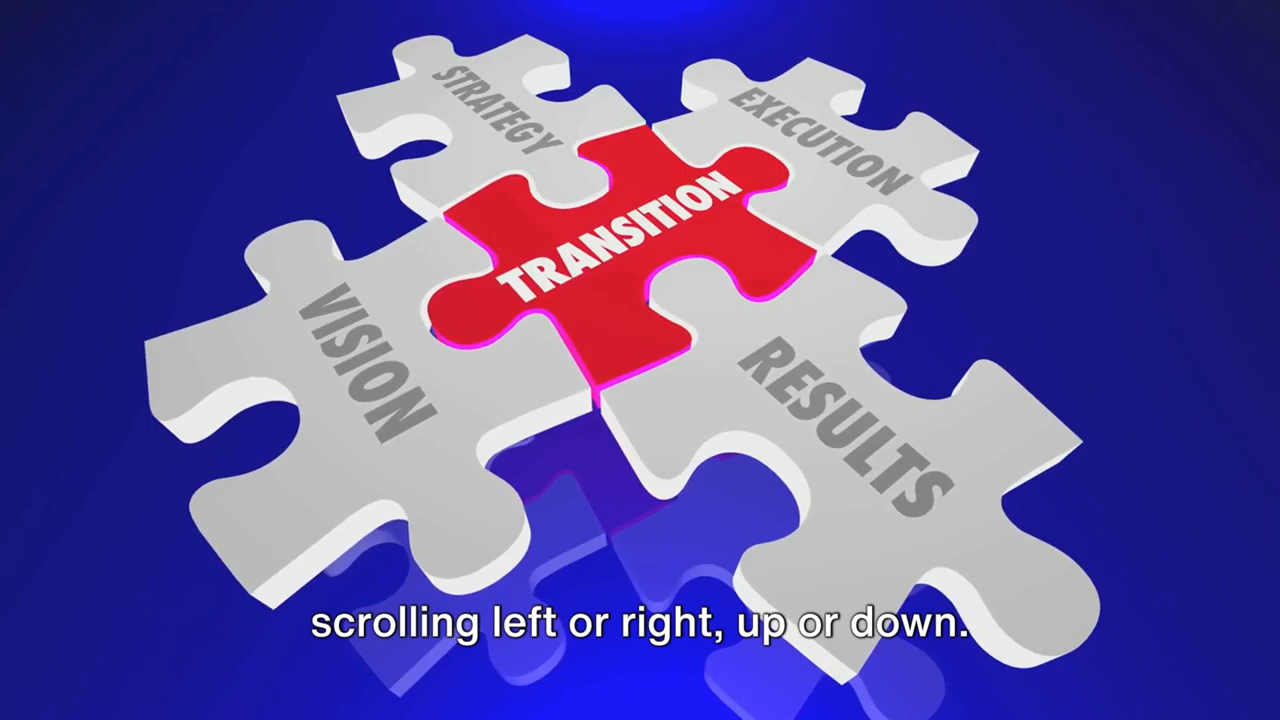 STRATEGY
EXECUTION
TRANSITION
VISION
RESULTS
scrolling left or right, up or down.